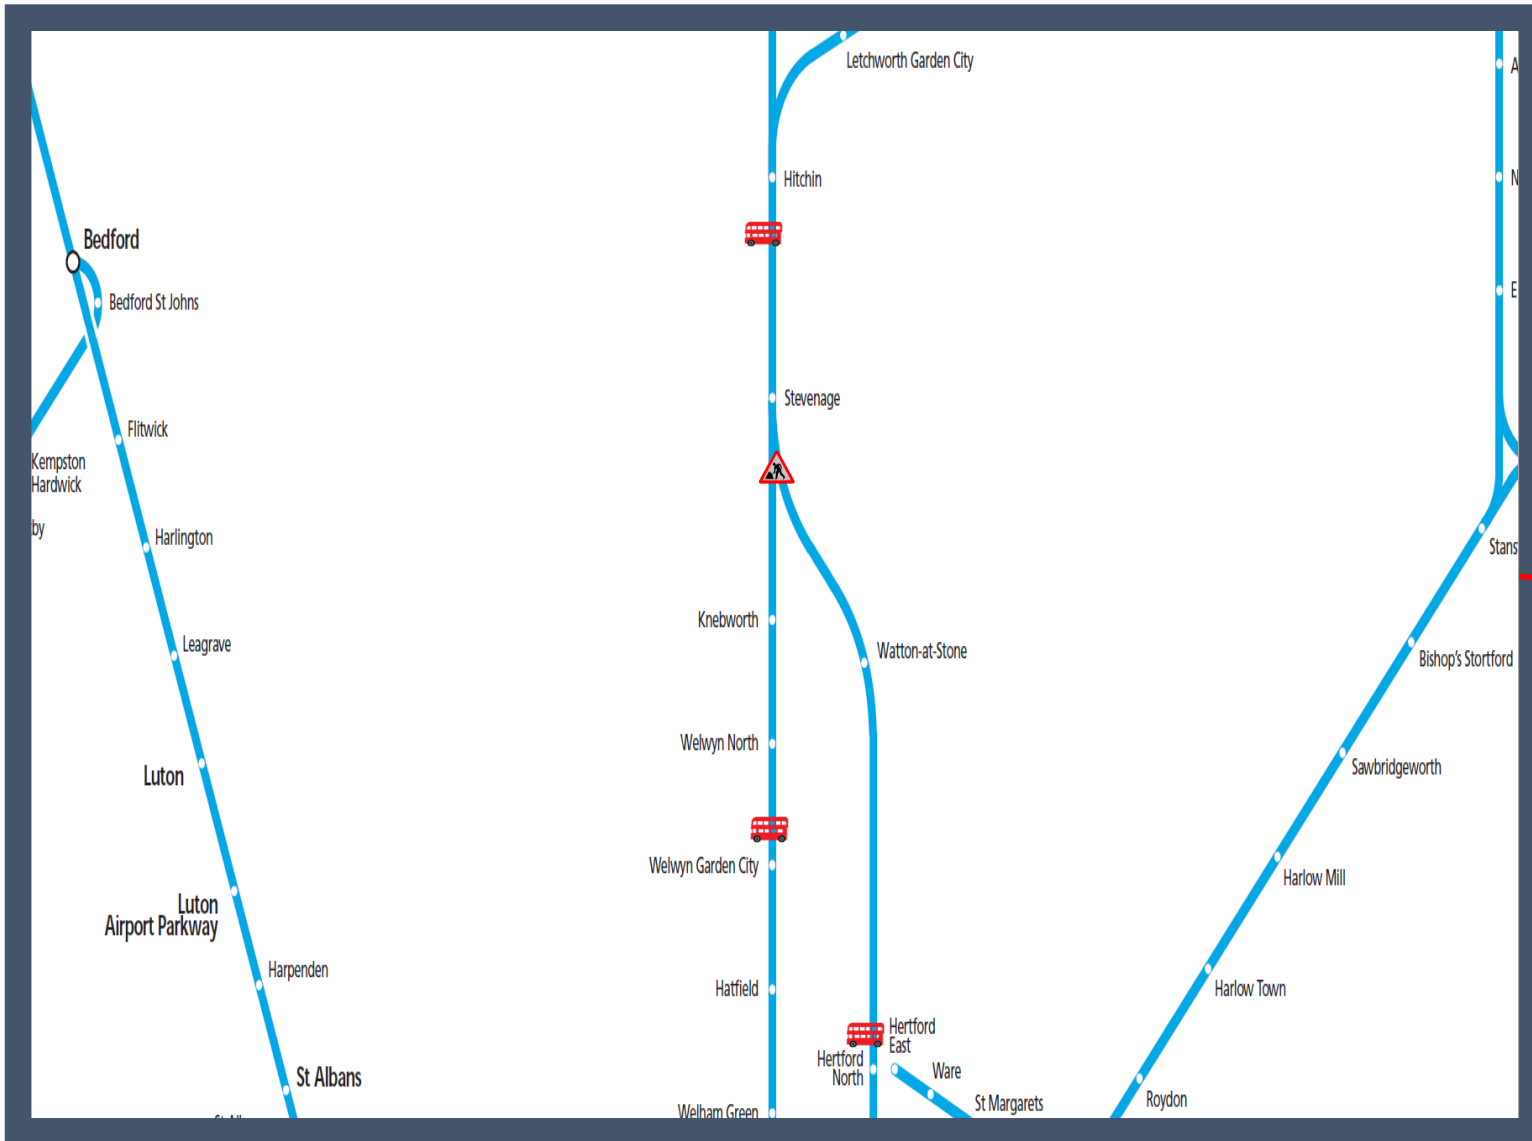 Letchworth Garden City
A
Hitchin
N
Bedford
E
Bedford St Johns
Stevenage
Flitwick
Kempston
Hardwick
by
Harlington
Stans
Knebworth
Leagrave
Watton-at-Stone
Bishop's Stortford
Welwyn North
Luton
Sawbridgeworth
Welwyn Garden City
Harlow Mill
Luton
Airport Parkway
Harpenden
Hatfield
Harlow Town
Hertford
East
Hertford
North
Ware
St Albans
St Margarets
Roydon
Welham Green